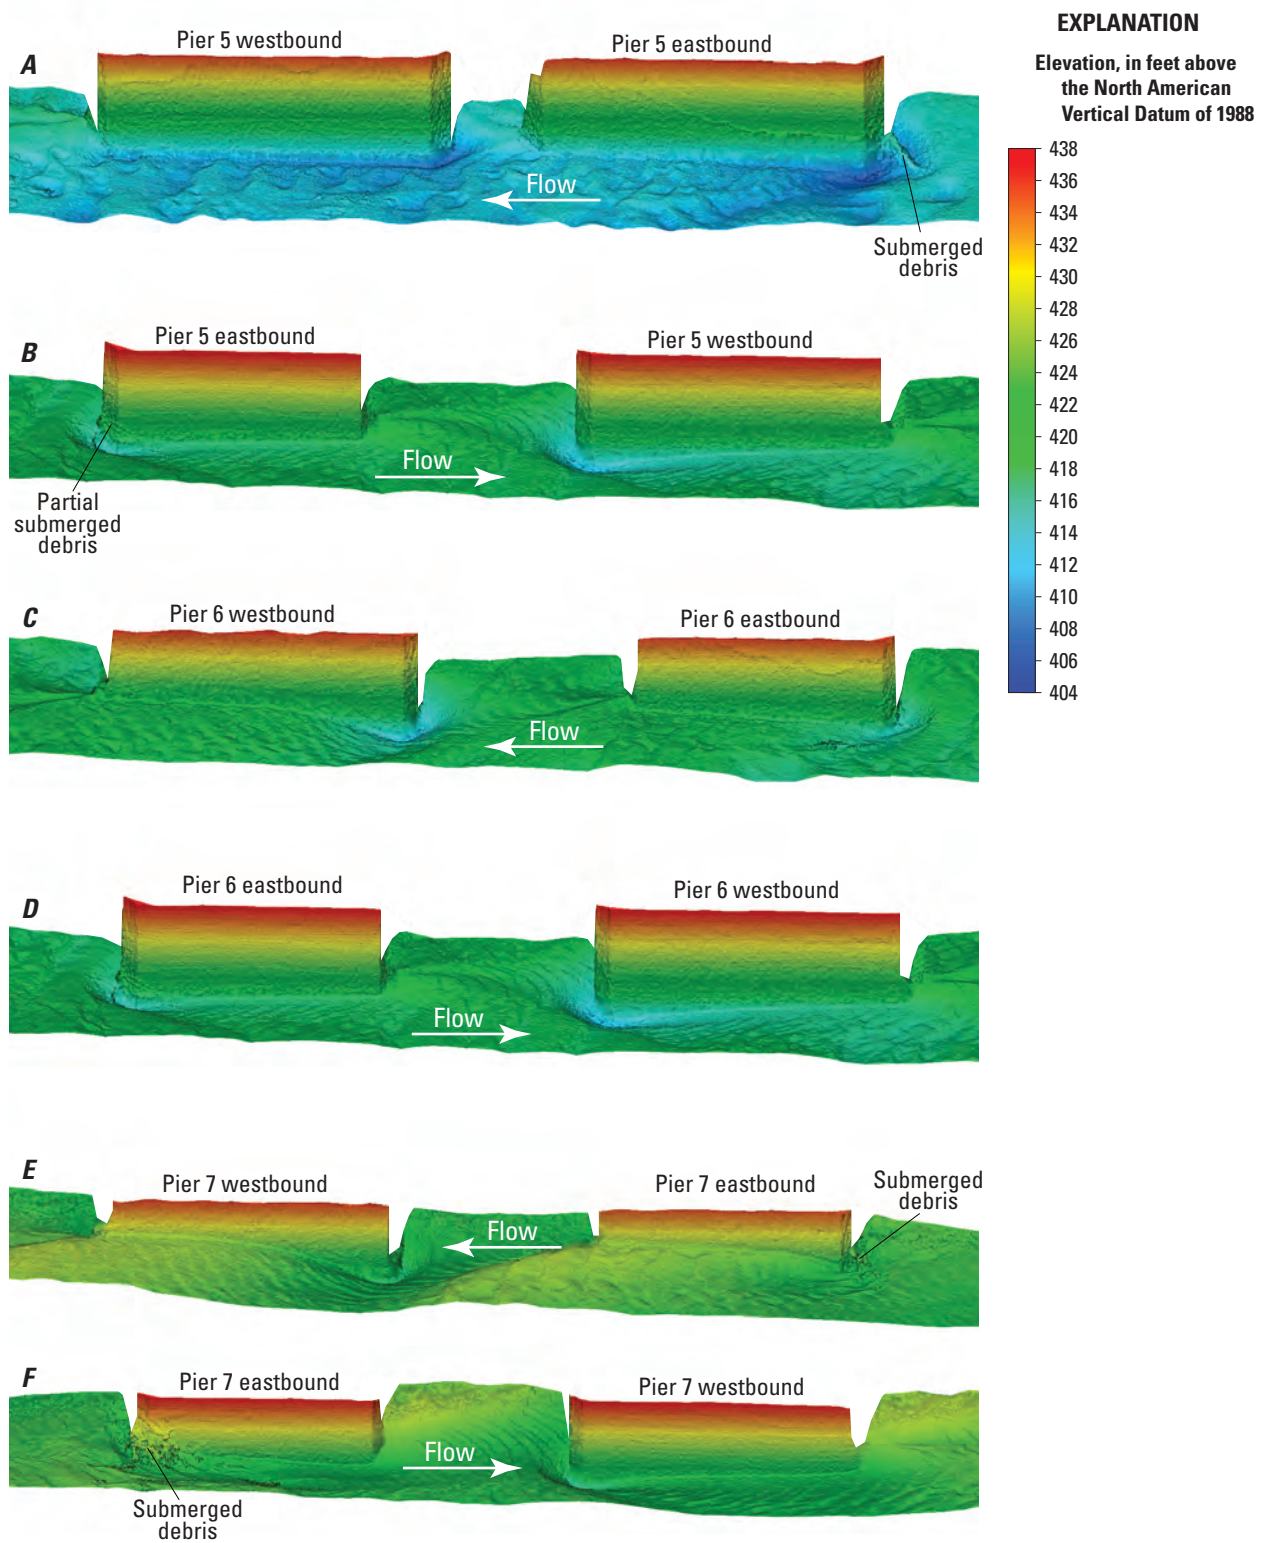 EXPLANATION
Elevation, in feet above
the North American
Vertical Datum of 1988
438
436
434
432
430
428
426
424
422
420
418
416
414
412
410
408
406
404
A
Pier 5 westbound
Pier 5 eastbound
Flow
Submerged
debris
B
Pier 5 eastbound
Pier 5 westbound
Flow
Partial
submerged
debris
C
Pier 6 westbound
Pier 6 eastbound
Flow
D
Pier 6 eastbound
Pier 6 westbound
Flow
E
Pier 7 westbound
Pier 7 eastbound
Submerged
debris
Flow
F
Pier 7 eastbound
Pier 7 westbound
Flow
Submerged
debris